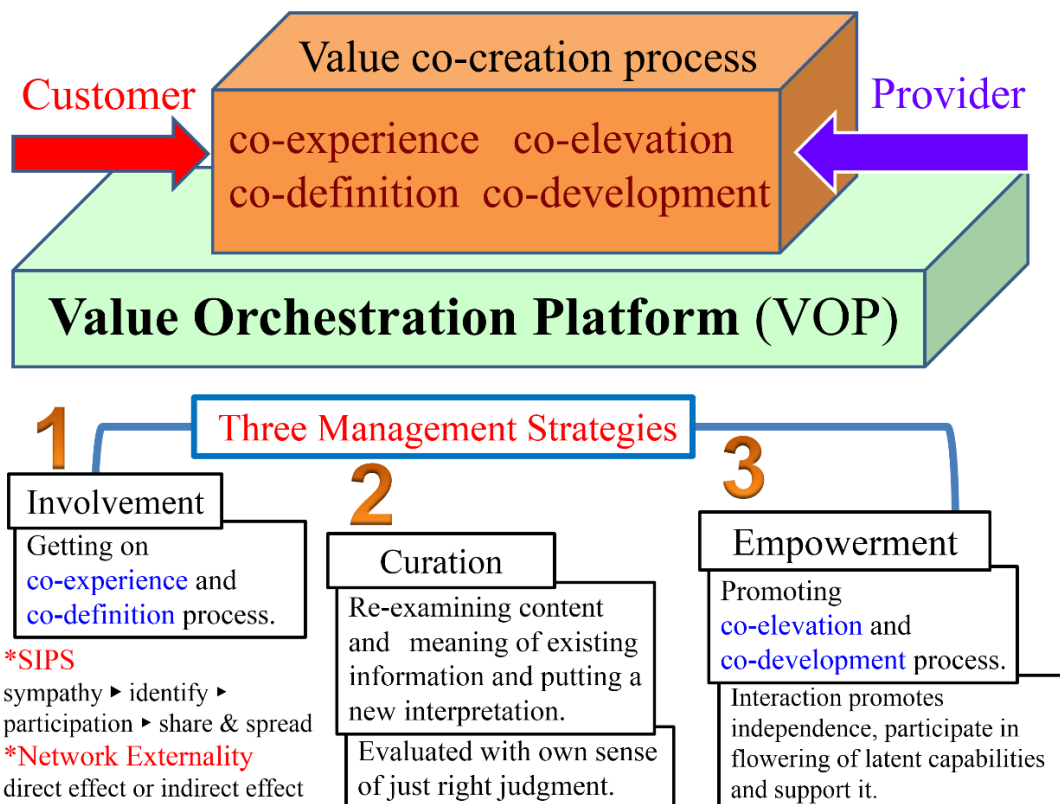 Value co-creation process
Customer
Provider
co-experience co-elevation
co-definition co-development
Value Orchestration Platform (VOP)
Three Management Strategies
1
Involvement
Getting on
co-experience and
co-definition process.
*SIPS
sympathy ▸ identify ▸
participation ▸ share & spread
*Network Externality
direct effect or indirect effect
2
Curation
Re-examining content
and meaning of existing
information and putting a
new interpretation.
Evaluated with own sense
of just right judgment.
3
Empowerment
Promoting
co-elevation and
co-development process.
Interaction promotes
independence, participate in
flowering of latent capabilities
and support it.